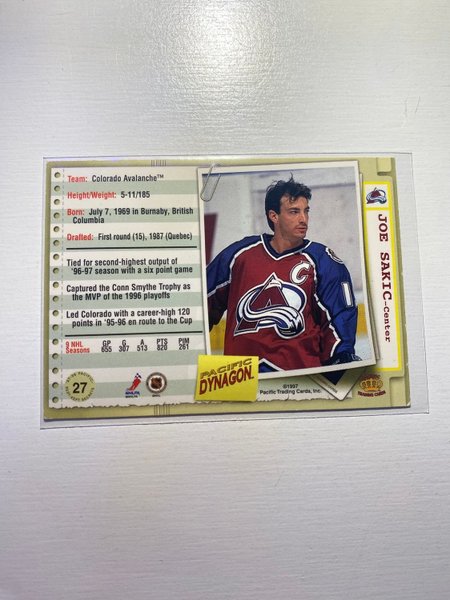 Team: Colorado Avalanche™
Height/Weight: 5-11/185
Born: July 7, 1969 in Burnaby, British
Columbia
Drafted: First round (15), 1987 (Quebec)
Tied for second-highest output of
'96-97 season with a six point game
Captured the Conn Smythe Trophy as
the MVP of the 1996 playoffs
Led Colorado with a career-high 120
points in '95-96 en route to the Cup
9 NHL GP G A PTS PIM
Seasons 655 307 513 820 261
27
PACIFIC
DYNAGON.
©1997
Pacific Trading Cards, Inc.
C
1
JOE SAKIC-Center
PACIFIC
TRADING CARDS